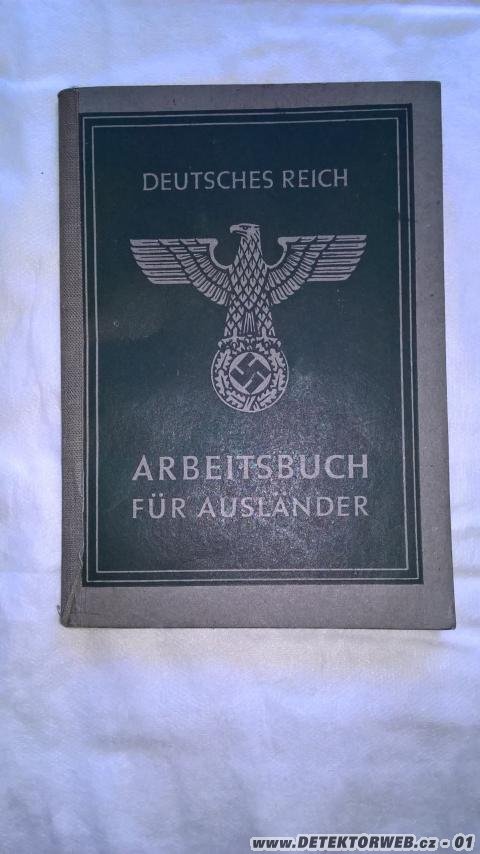 DEUTSCHES REICH
ARBEITSBUCH
FÜR AUSLÄNDER
www.DETEKTORWEB.cz - 01